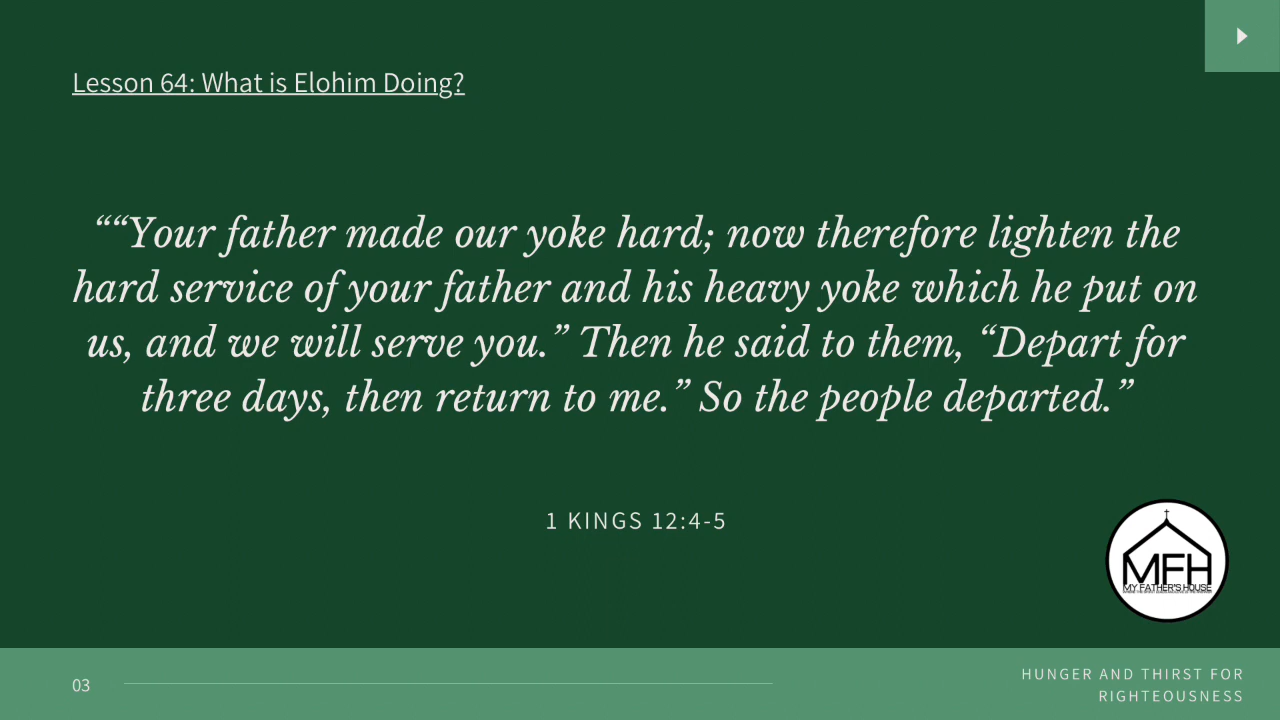 Lesson 64: What is Elohim Doing?
““Your father made our yoke hard; now therefore lighten the
hard service of your father and his heavy yoke which he put on
us, and we will serve you.” Then he said to them, “Depart for
three days, then return to me.” So the people departed.”
1 KINGS 12:4-5
MFH
MY FATHER'S HOUSE
03
HUNGER AND THIRST FOR
RIGHTEOUSNESS